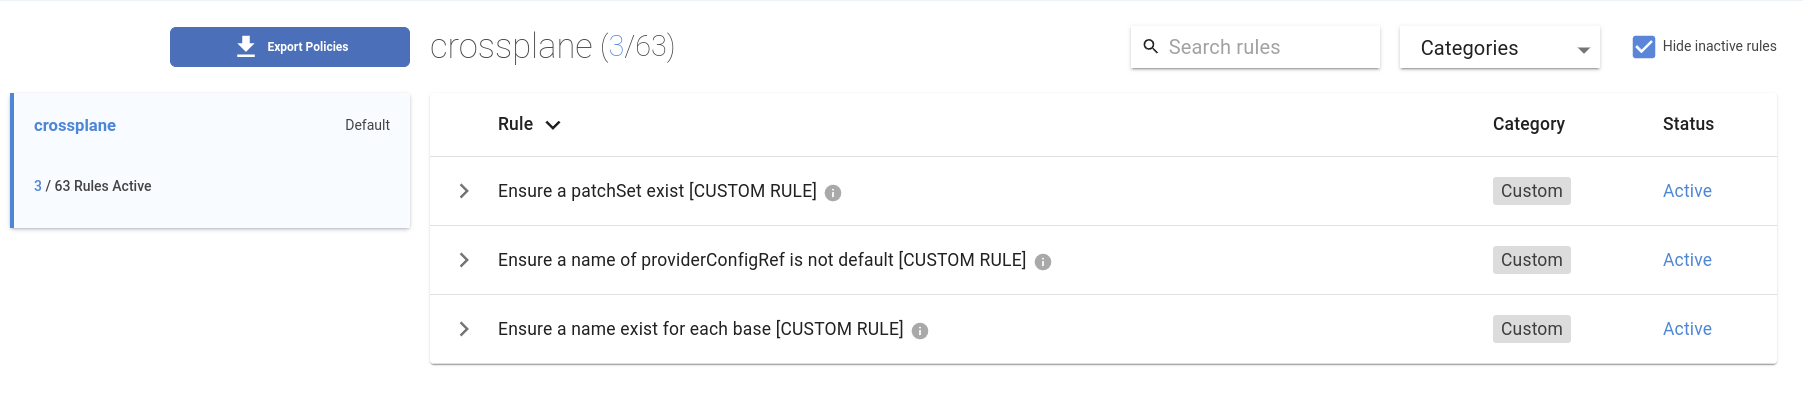 Export Policies
crossplane (3/63)
Search rules
Categories
Hide inactive rules
crossplane Default
3 / 63 Rules Active
Rule Category Status
Ensure a patchSet exist [CUSTOM RULE] Custom Active
Ensure a name of providerConfigRef is not default [CUSTOM RULE] Custom Active
Ensure a name exist for each base [CUSTOM RULE] Custom Active